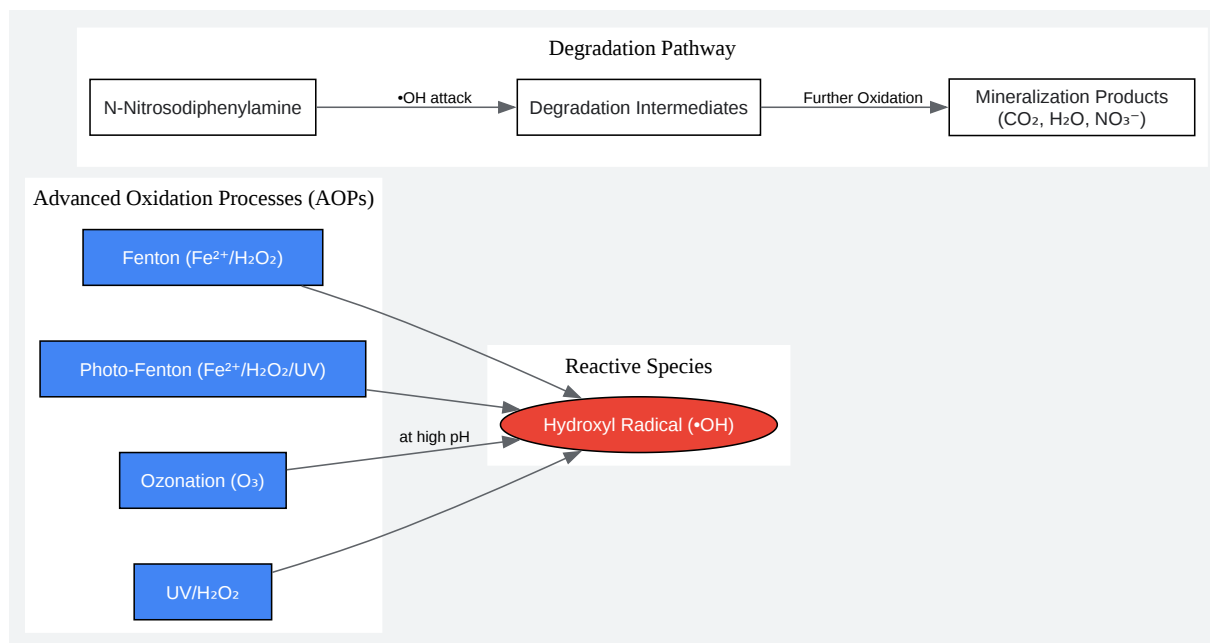 Degradation Pathway
N-Nitrosodiphenylamine
•OH attack
Degradation Intermediates
Further Oxidation
Mineralization Products
(CO₂, H₂O, NO₃⁻)
Advanced Oxidation Processes (AOPs)
Fenton (Fe²⁺/H₂O₂)
Photo-Fenton (Fe²⁺/H₂O₂/UV)
Ozonation (O₃)
UV/H₂O₂
at high pH
Reactive Species
Hydroxyl Radical (•OH)